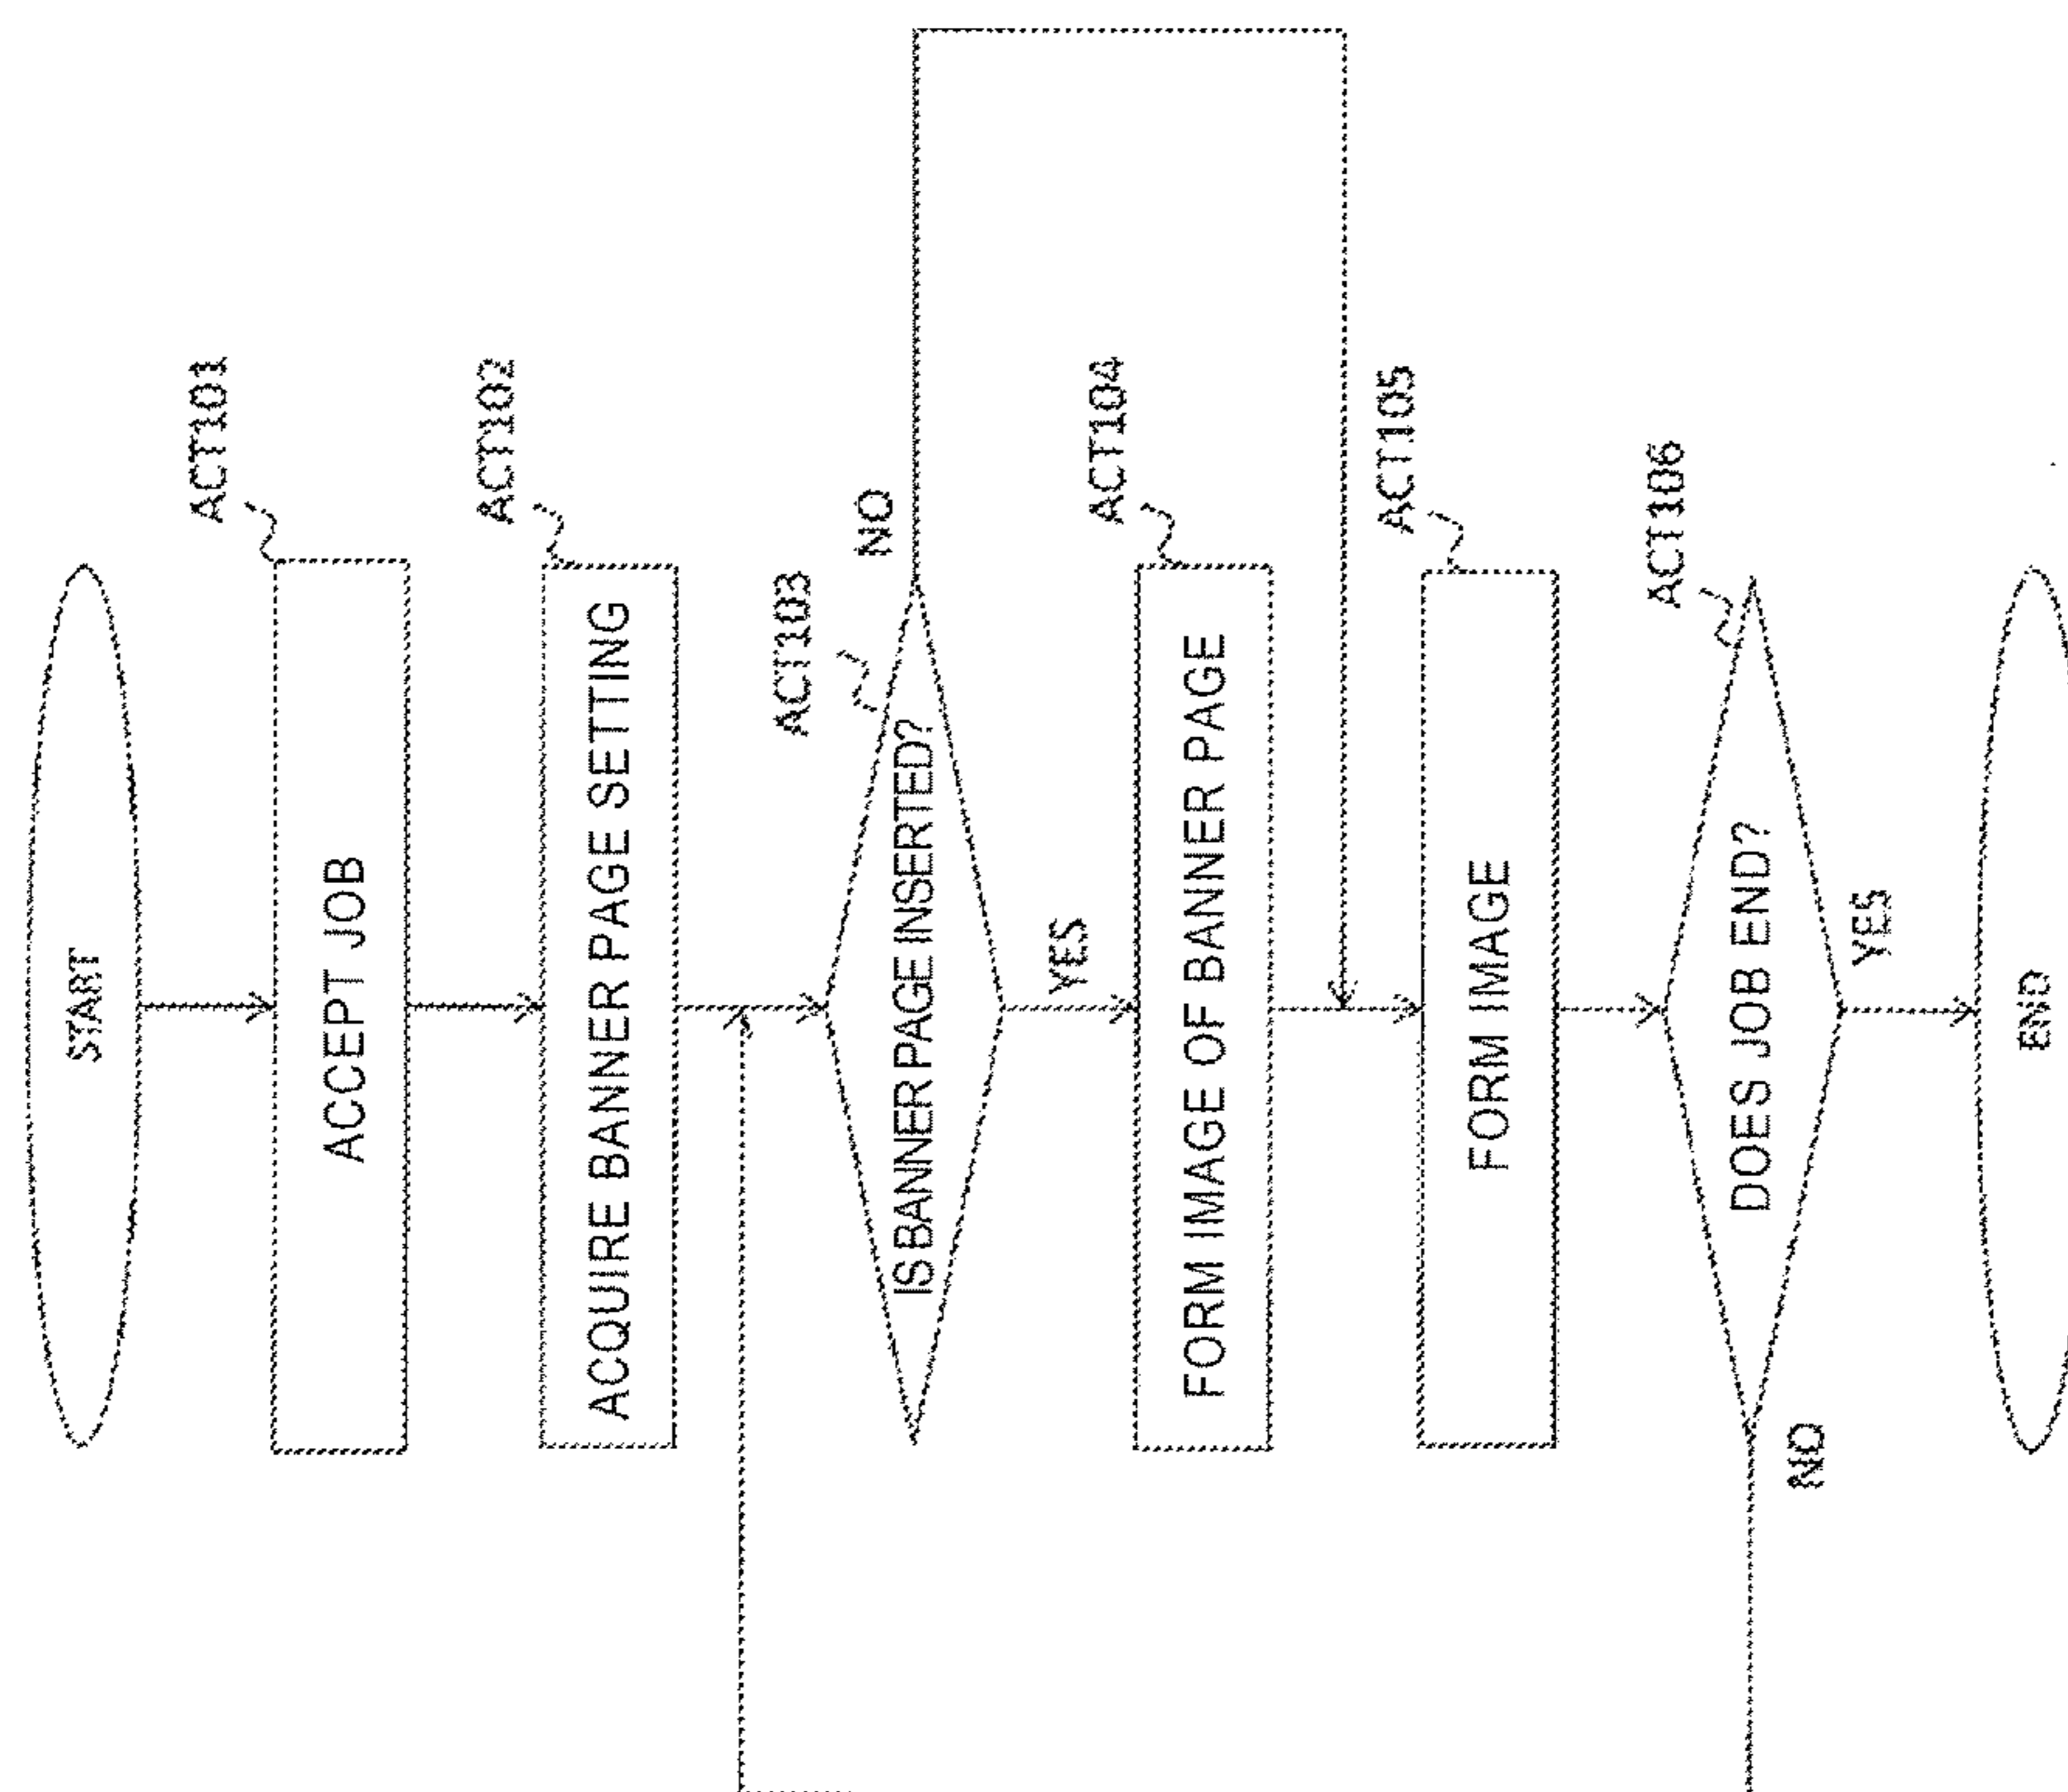 START
ACT101
ACCEPT JOB
ACT102
ACQUIRE BANNER PAGE SETTING
ACT103
NO
IS BANNER PAGE INSERTED?
YES
ACT104
FORM IMAGE OF BANNER PAGE
ACT105
FORM IMAGE
ACT106
DOES JOB END?
NO
YES
END